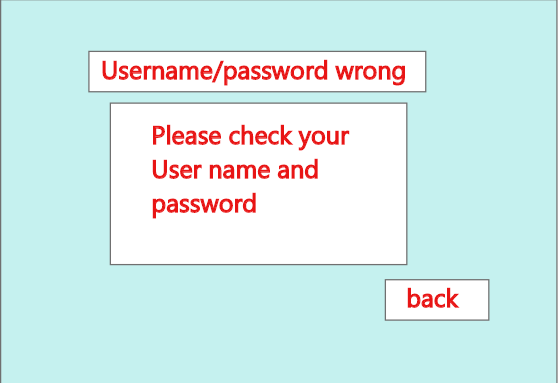 Username/password wrong
Please check your
User name and
password
back